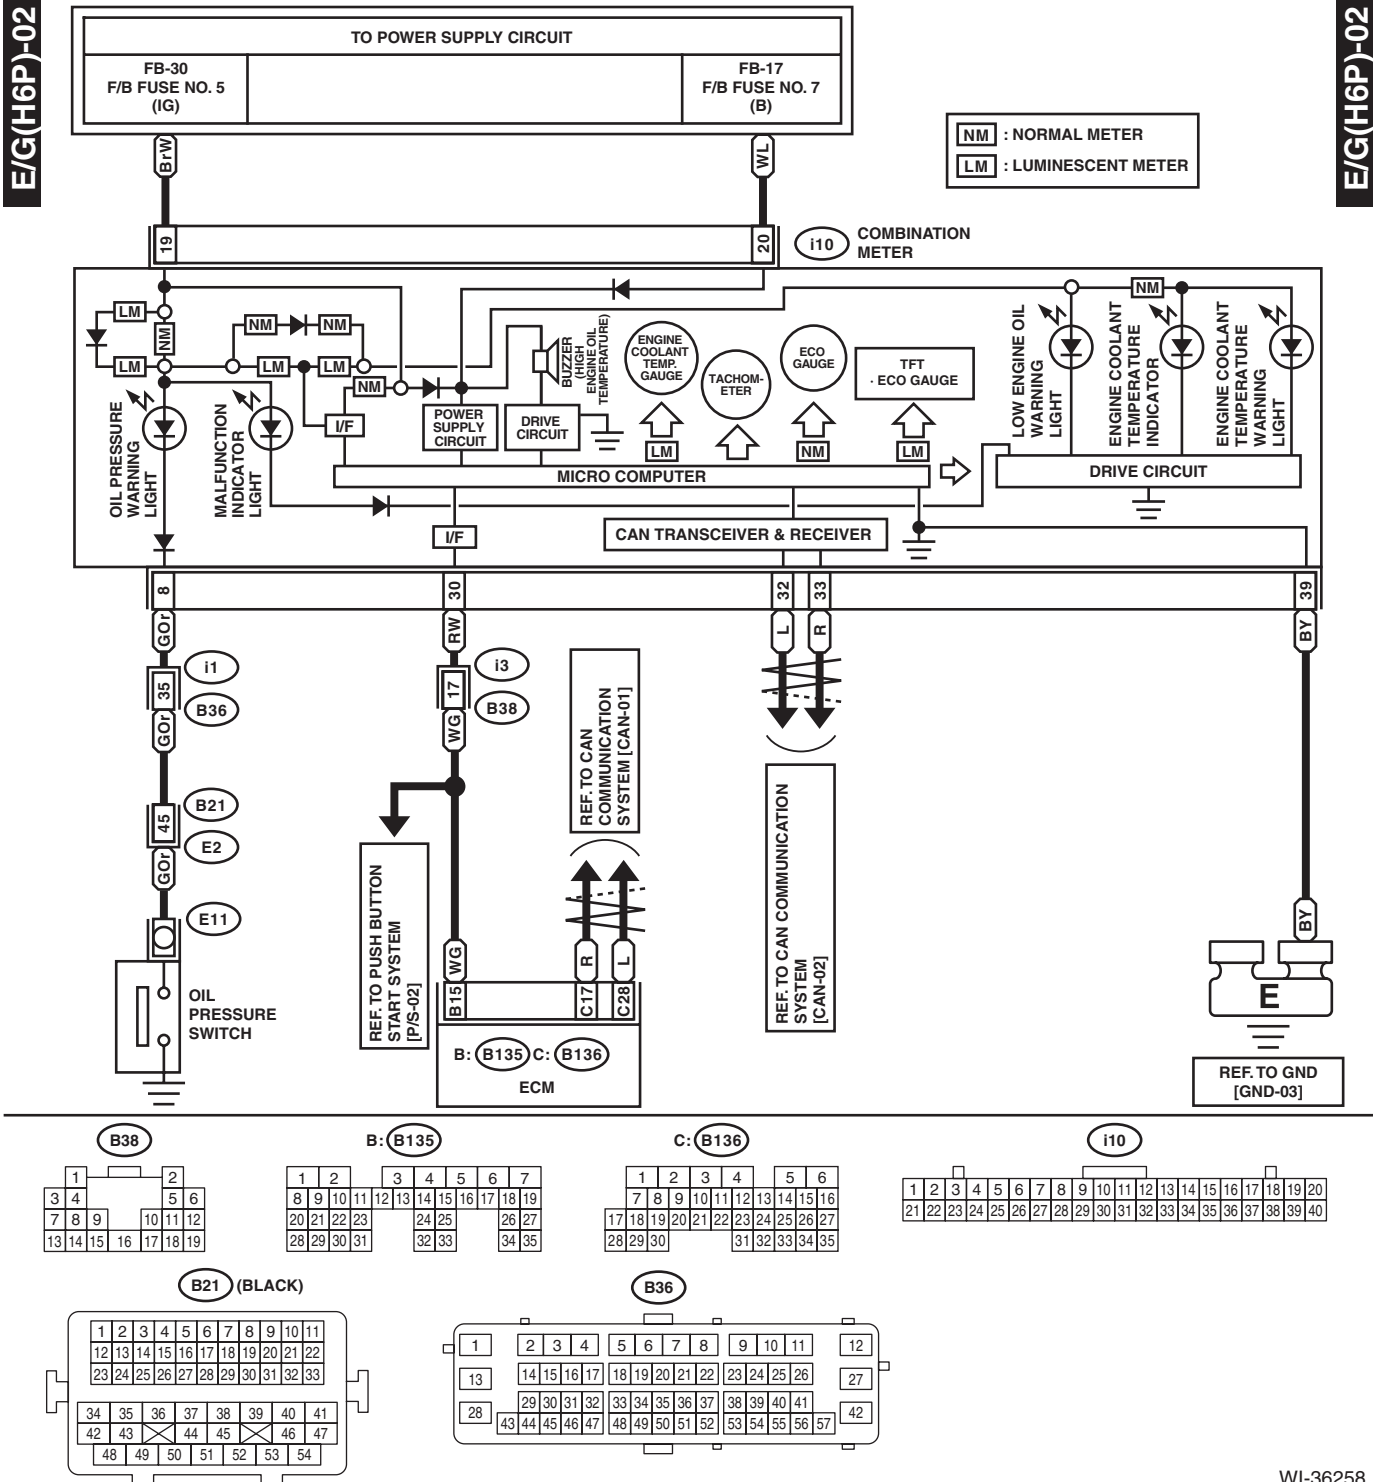 E/G(H6P)-02
E/G(H6P)-02
TO POWER SUPPLY CIRCUIT
FB-30
F/B FUSE NO. 5
(IG)
FB-17
F/B FUSE NO. 7
(B)
NM : NORMAL METER
LM : LUMINESCENT METER
BrW
WL
19
20
i10
COMBINATION
METER
LM
NM
LM
NM
NM
LM
LM
NM
I/F
BUZZER
(HIGH
ENGINE OIL
TEMPERATURE)
POWER
SUPPLY
CIRCUIT
DRIVE
CIRCUIT
ENGINE
COOLANT
TEMP.
GAUGE
TACHOM-
ETER
ECO
GAUGE
TFT
· ECO GAUGE
LM
NM
LM
NM
LOW ENGINE OIL
WARNING
LIGHT
ENGINE COOLANT
TEMPERATURE
INDICATOR
ENGINE COOLANT
TEMPERATURE
WARNING
LIGHT
OIL PRESSURE
WARNING
LIGHT
MALFUNCTION
INDICATOR
LIGHT
MICRO COMPUTER
DRIVE CIRCUIT
I/F
CAN TRANSCEIVER & RECEIVER
8
30
32
33
39
GOr
RW
L
R
BY
35
i1
B36
17
i3
B38
GOr
WG
45
B21
E2
GOr
E11
OIL
PRESSURE
SWITCH
REF. TO PUSH BUTTON
START SYSTEM
[P/S-02]
REF. TO CAN
COMMUNICATION
SYSTEM [CAN-01]
REF. TO CAN COMMUNICATION
SYSTEM
[CAN-02]
WG
R
L
B15
C17
C28
B: B135 C: B136
ECM
BY
E
REF. TO GND
[GND-03]
B38
1 2
3 4 5 6
7 8 9 10 11 12
13 14 15 16 17 18 19
B: B135
1 2 3 4 5 6 7
8 9 10 11 12 13 14 15 16 17 18 19
20 21 22 23 24 25 26 27
28 29 30 31 32 33 34 35
C: B136
1 2 3 4 5 6
7 8 9 10 11 12 13 14 15 16
17 18 19 20 21 22 23 24 25 26 27
28 29 30 31 32 33 34 35
i10
1 2 3 4 5 6 7 8 9 10 11 12 13 14 15 16 17 18 19 20
21 22 23 24 25 26 27 28 29 30 31 32 33 34 35 36 37 38 39 40
B21 (BLACK)
1 2 3 4 5 6 7 8 9 10 11
12 13 14 15 16 17 18 19 20 21 22
23 24 25 26 27 28 29 30 31 32 33
34 35 36 37 38 39 40 41
42 43 44 45 46 47
48 49 50 51 52 53 54
B36
1 2 3 4 5 6 7 8 9 10 11 12
13 14 15 16 17 18 19 20 21 22 23 24 25 26 27
28 29 30 31 32 33 34 35 36 37 38 39 40 41 42
43 44 45 46 47 48 49 50 51 52 53 54 55 56 57
WI-36258